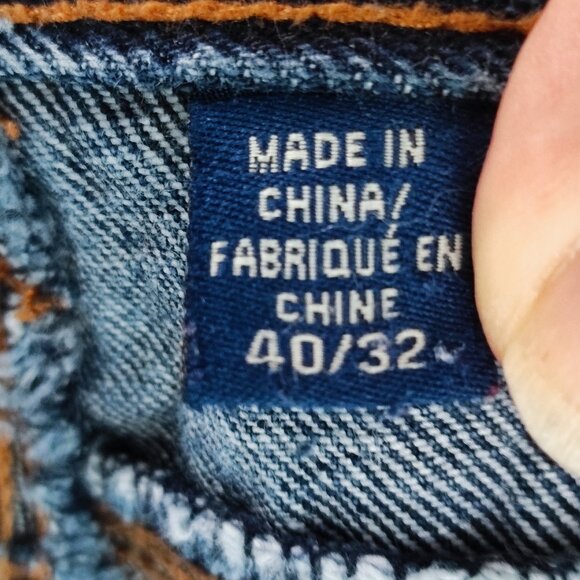 MADE IN
CHINA/
FABRIQUÉ EN
CHINE
40/32